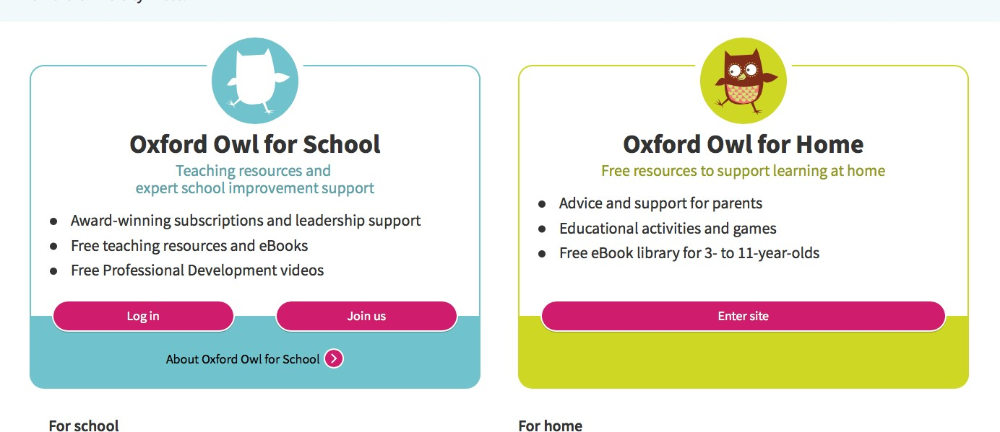 Oxford Owl for School
Teaching resources and
expert school improvement support
Award-winning subscriptions and leadership support
Free teaching resources and eBooks
Free Professional Development videos
Log in
Join us
About Oxford Owl for School
Oxford Owl for Home
Free resources to support learning at home
Advice and support for parents
Educational activities and games
Free eBook library for 3- to 11-year-olds
Enter site
For school
For home